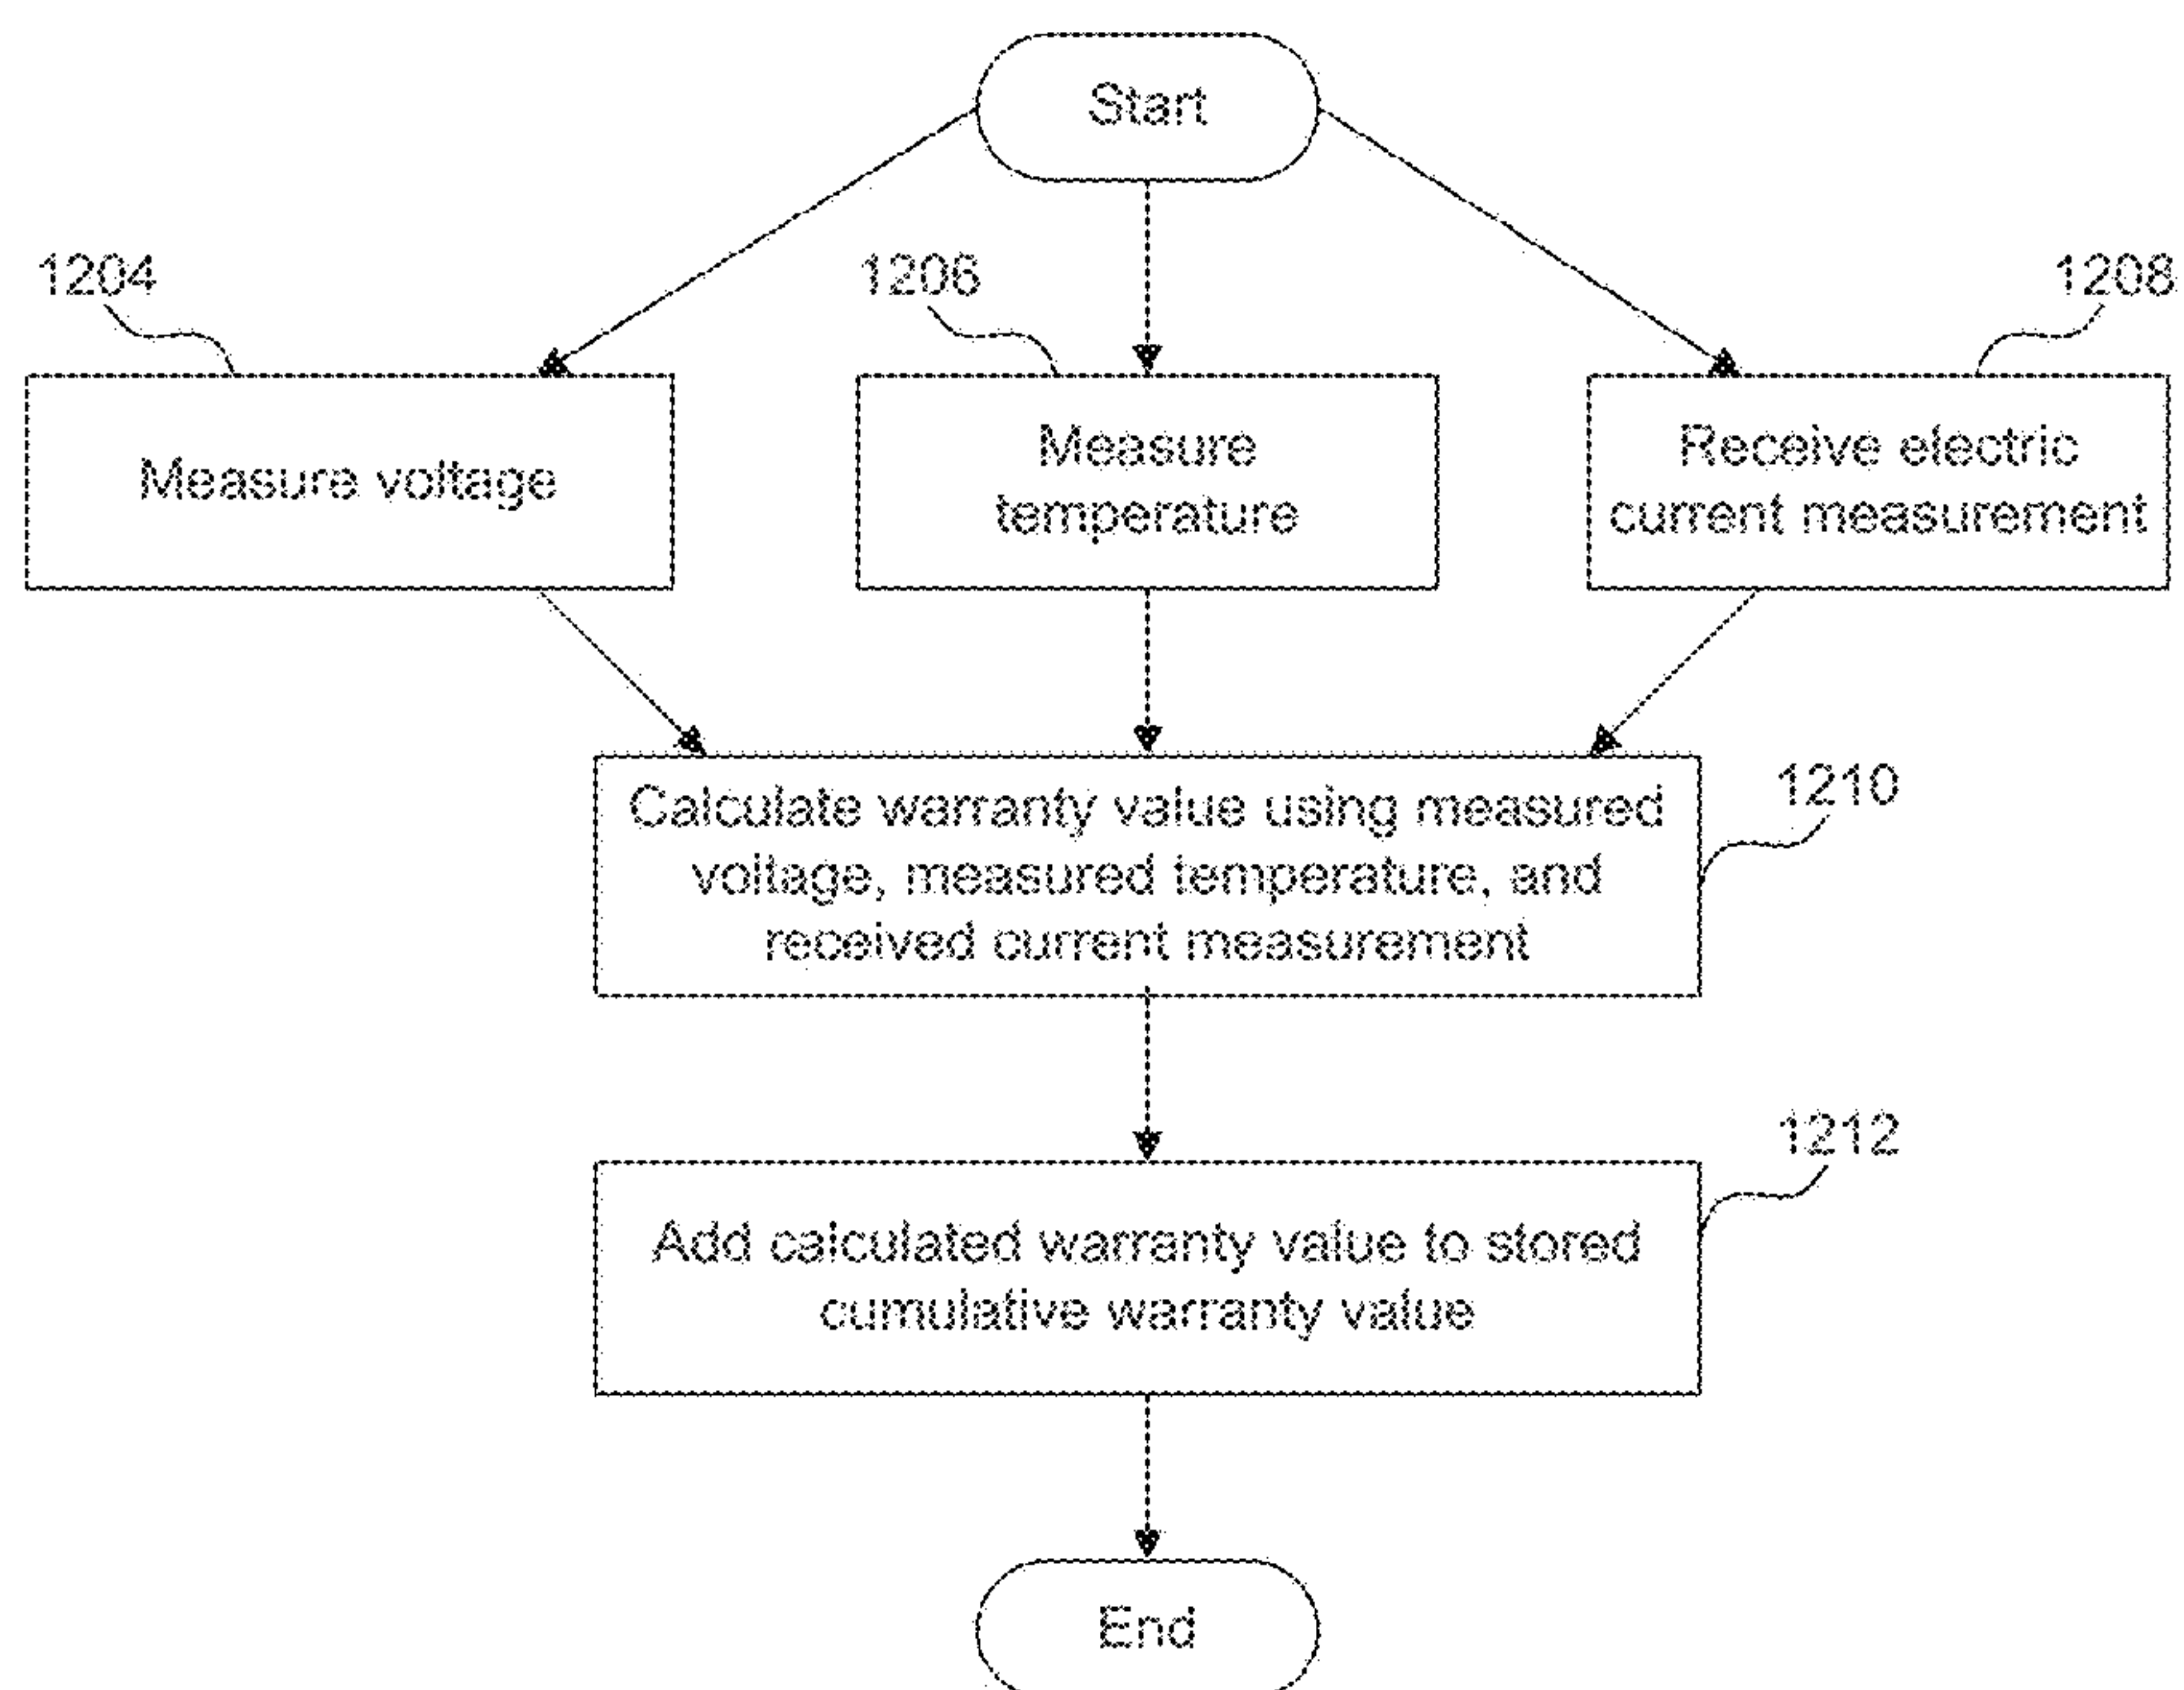 Start
1204
1206
1208
Measure voltage
Measure
temperature
Receive electric
current measurement
Calculate warranty value using measured
voltage, measured temperature, and
received current measurement
1210
1212
Add calculated warranty value to stored
cumulative warranty value
End